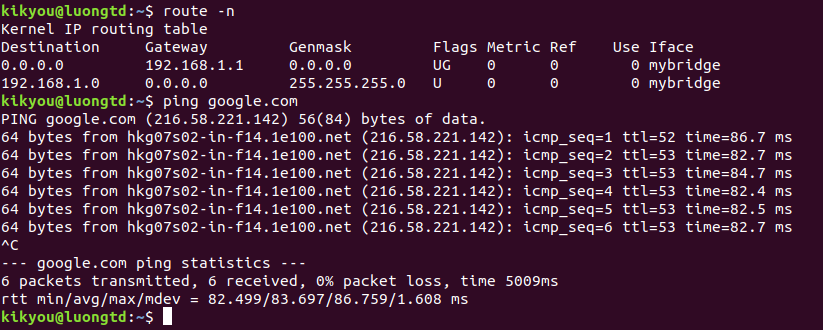 kikyou@luongtd:~$ route -n
Kernel IP routing table
Destination     Gateway         Genmask         Flags Metric Ref    Use Iface
0.0.0.0         192.168.1.1     0.0.0.0         UG    0      0        0 mybridge
192.168.1.0     0.0.0.0         255.255.255.0   U     0      0        0 mybridge
kikyou@luongtd:~$ ping google.com
PING google.com (216.58.221.142) 56(84) bytes of data.
64 bytes from hkg07s02-in-f14.1e100.net (216.58.221.142): icmp_seq=1 ttl=52 time=86.7 ms
64 bytes from hkg07s02-in-f14.1e100.net (216.58.221.142): icmp_seq=2 ttl=53 time=82.7 ms
64 bytes from hkg07s02-in-f14.1e100.net (216.58.221.142): icmp_seq=3 ttl=53 time=84.7 ms
64 bytes from hkg07s02-in-f14.1e100.net (216.58.221.142): icmp_seq=4 ttl=53 time=82.4 ms
64 bytes from hkg07s02-in-f14.1e100.net (216.58.221.142): icmp_seq=5 ttl=53 time=82.5 ms
64 bytes from hkg07s02-in-f14.1e100.net (216.58.221.142): icmp_seq=6 ttl=53 time=82.7 ms
^C
--- google.com ping statistics ---
6 packets transmitted, 6 received, 0% packet loss, time 5009ms
rtt min/avg/max/mdev = 82.499/83.697/86.759/1.608 ms
kikyou@luongtd:~$